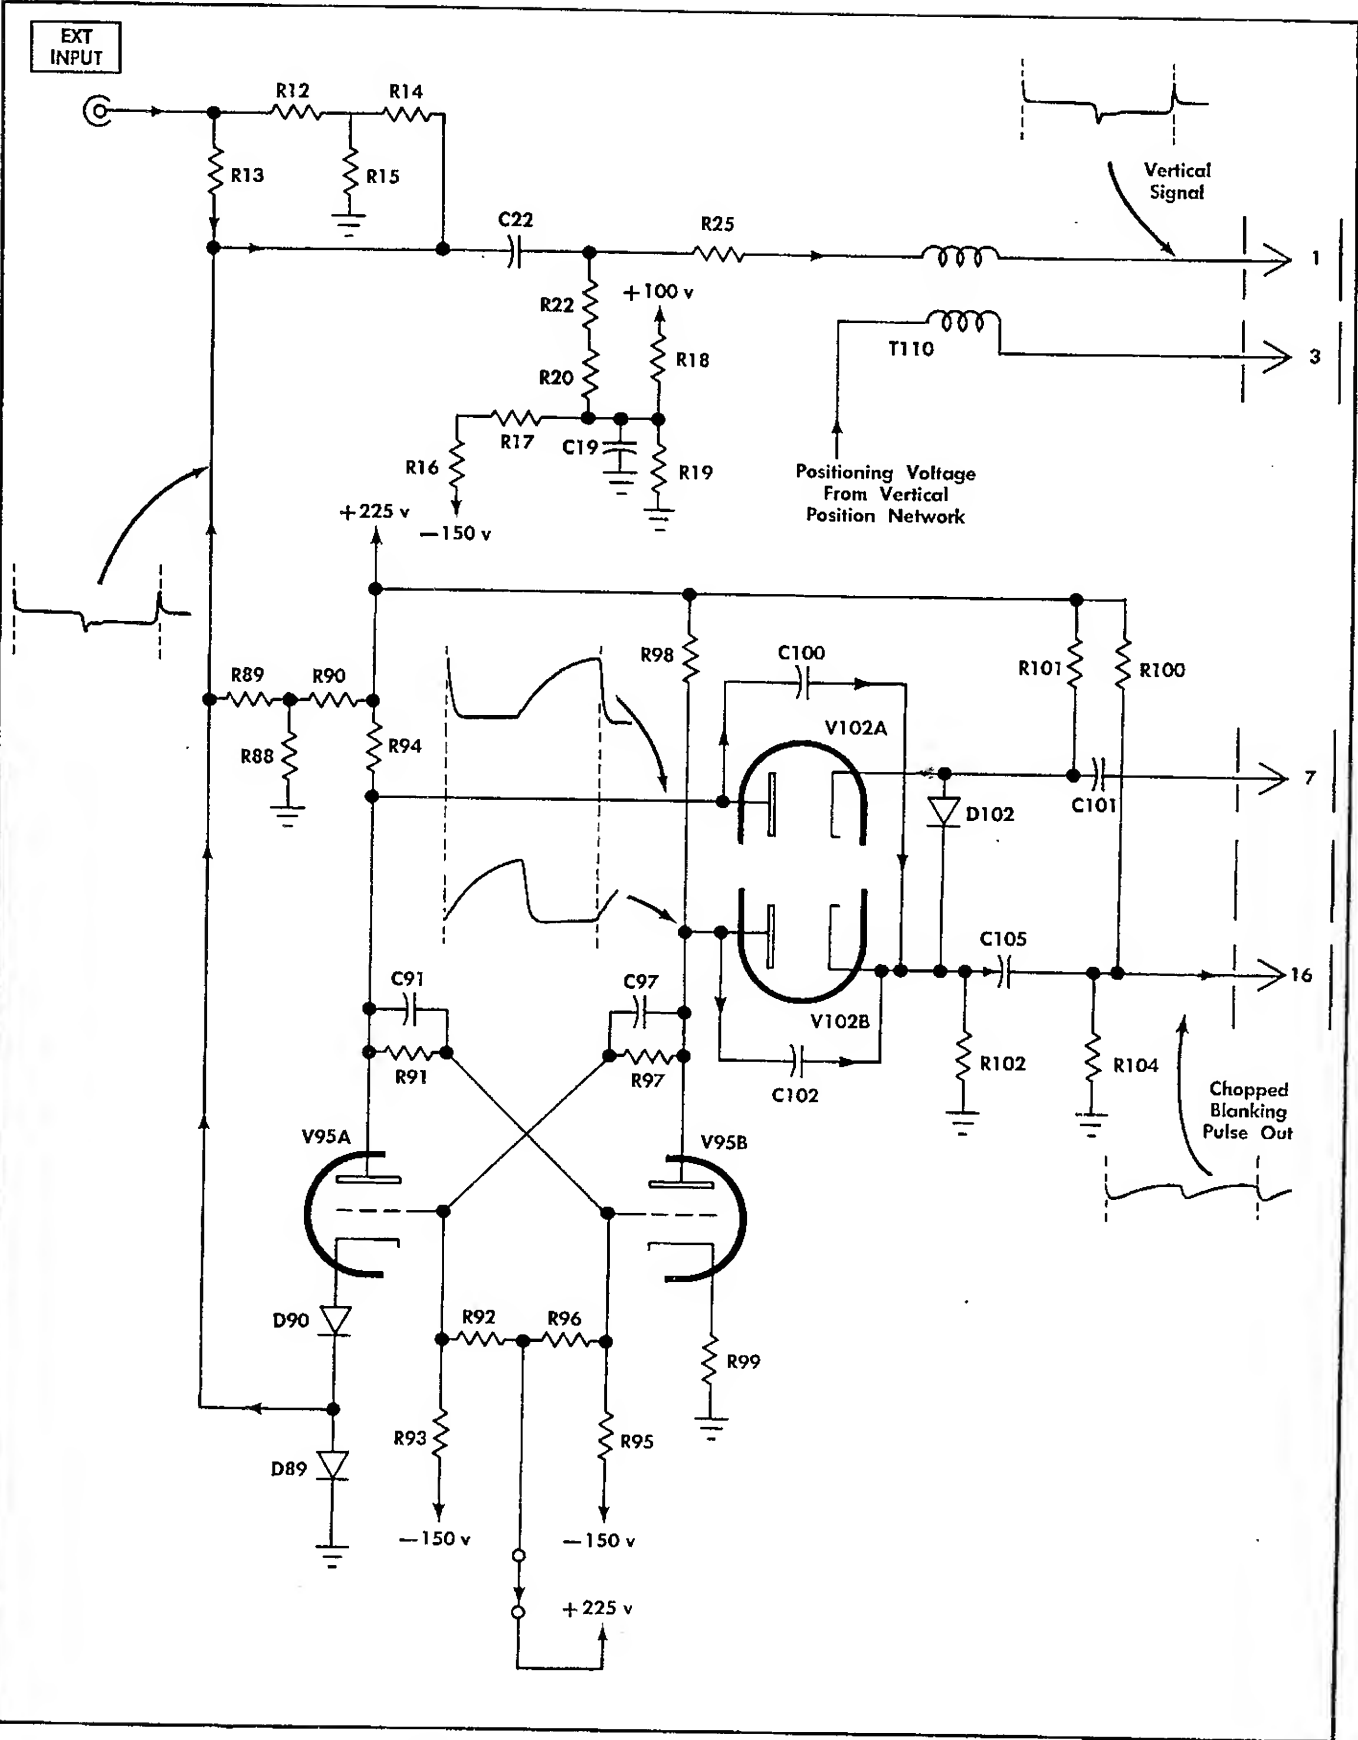 EXT
INPUT
R12
R14
R13
R15
Vertical
Signal
C22
R25
1
R22
+100 v
T110
3
R20
R18
R17
C19
R16
R19
Positioning Voltage
From Vertical
Position Network
+225 v
−150 v
R98
C100
R101
R100
R89
R90
V102A
R88
R94
D102
C101
7
C105
16
C91
C97
V102B
R91
R97
C102
R102
R104
Chopped
Blanking
Pulse Out
V95A
V95B
D90
R92
R96
R99
R93
R95
D89
−150 v
−150 v
+225 v